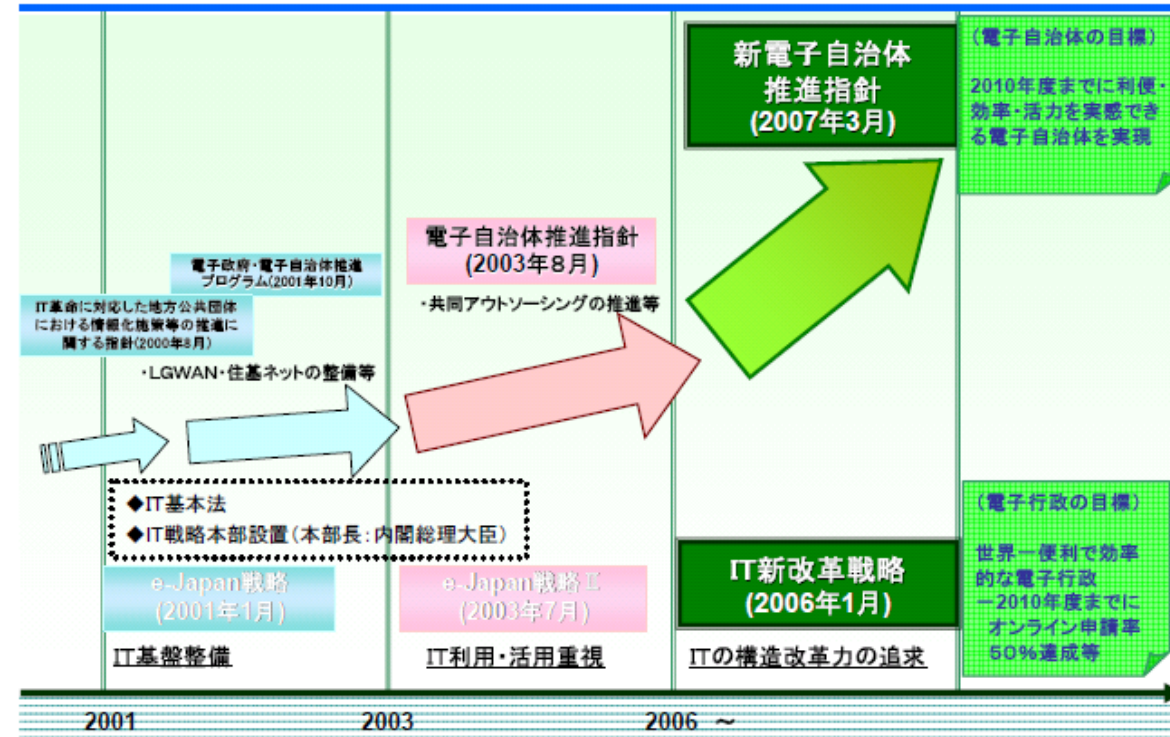 新電子自治体
推進指針
(2007年3月)
(電子自治体の目標)
2010年度までに利便・
効率・活力を実感でき
る電子自治体を実現
電子自治体推進指針
(2003年8月)
・共同アウトソーシングの推進等
電子政府・電子自治体推進
プログラム(2001年10月)
IT革命に対応した地方公共団体
における情報化施策等の推進に
関する指針(2000年8月)
・LGWAN・住基ネットの整備等
◆IT基本法
◆IT戦略本部設置(本部長:内閣総理大臣)
e-Japan戦略
(2001年1月)
e-Japan戦略Ⅱ
(2003年7月)
IT新改革戦略
(2006年1月)
(電子行政の目標)
世界一便利で効率
的な電子行政
－2010年度までに
オンライン申請率
50%達成等
IT基盤整備
IT利用・活用重視
ITの構造改革力の追求
2001
2003
2006 ～